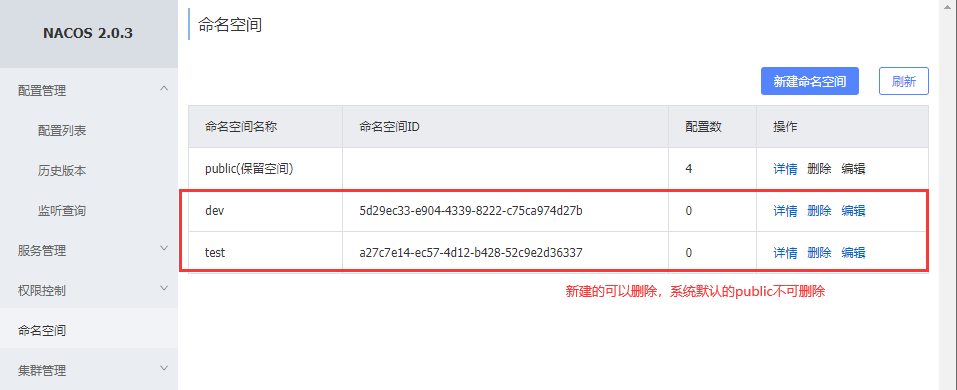 NACOS 2.0.3
配置管理
配置列表
历史版本
监听查询
服务管理
权限控制
命名空间
集群管理
命名空间
新建命名空间 刷新
命名空间名称 命名空间ID 配置数 操作
public(保留空间) 4 详情 删除 编辑
dev 5d29ec33-e904-4339-8222-c75ca974d27b 0 详情 删除 编辑
test a27c7e14-ec57-4d12-b428-52c9e2d36337 0 详情 删除 编辑
新建的可以删除，系统默认的public不可删除